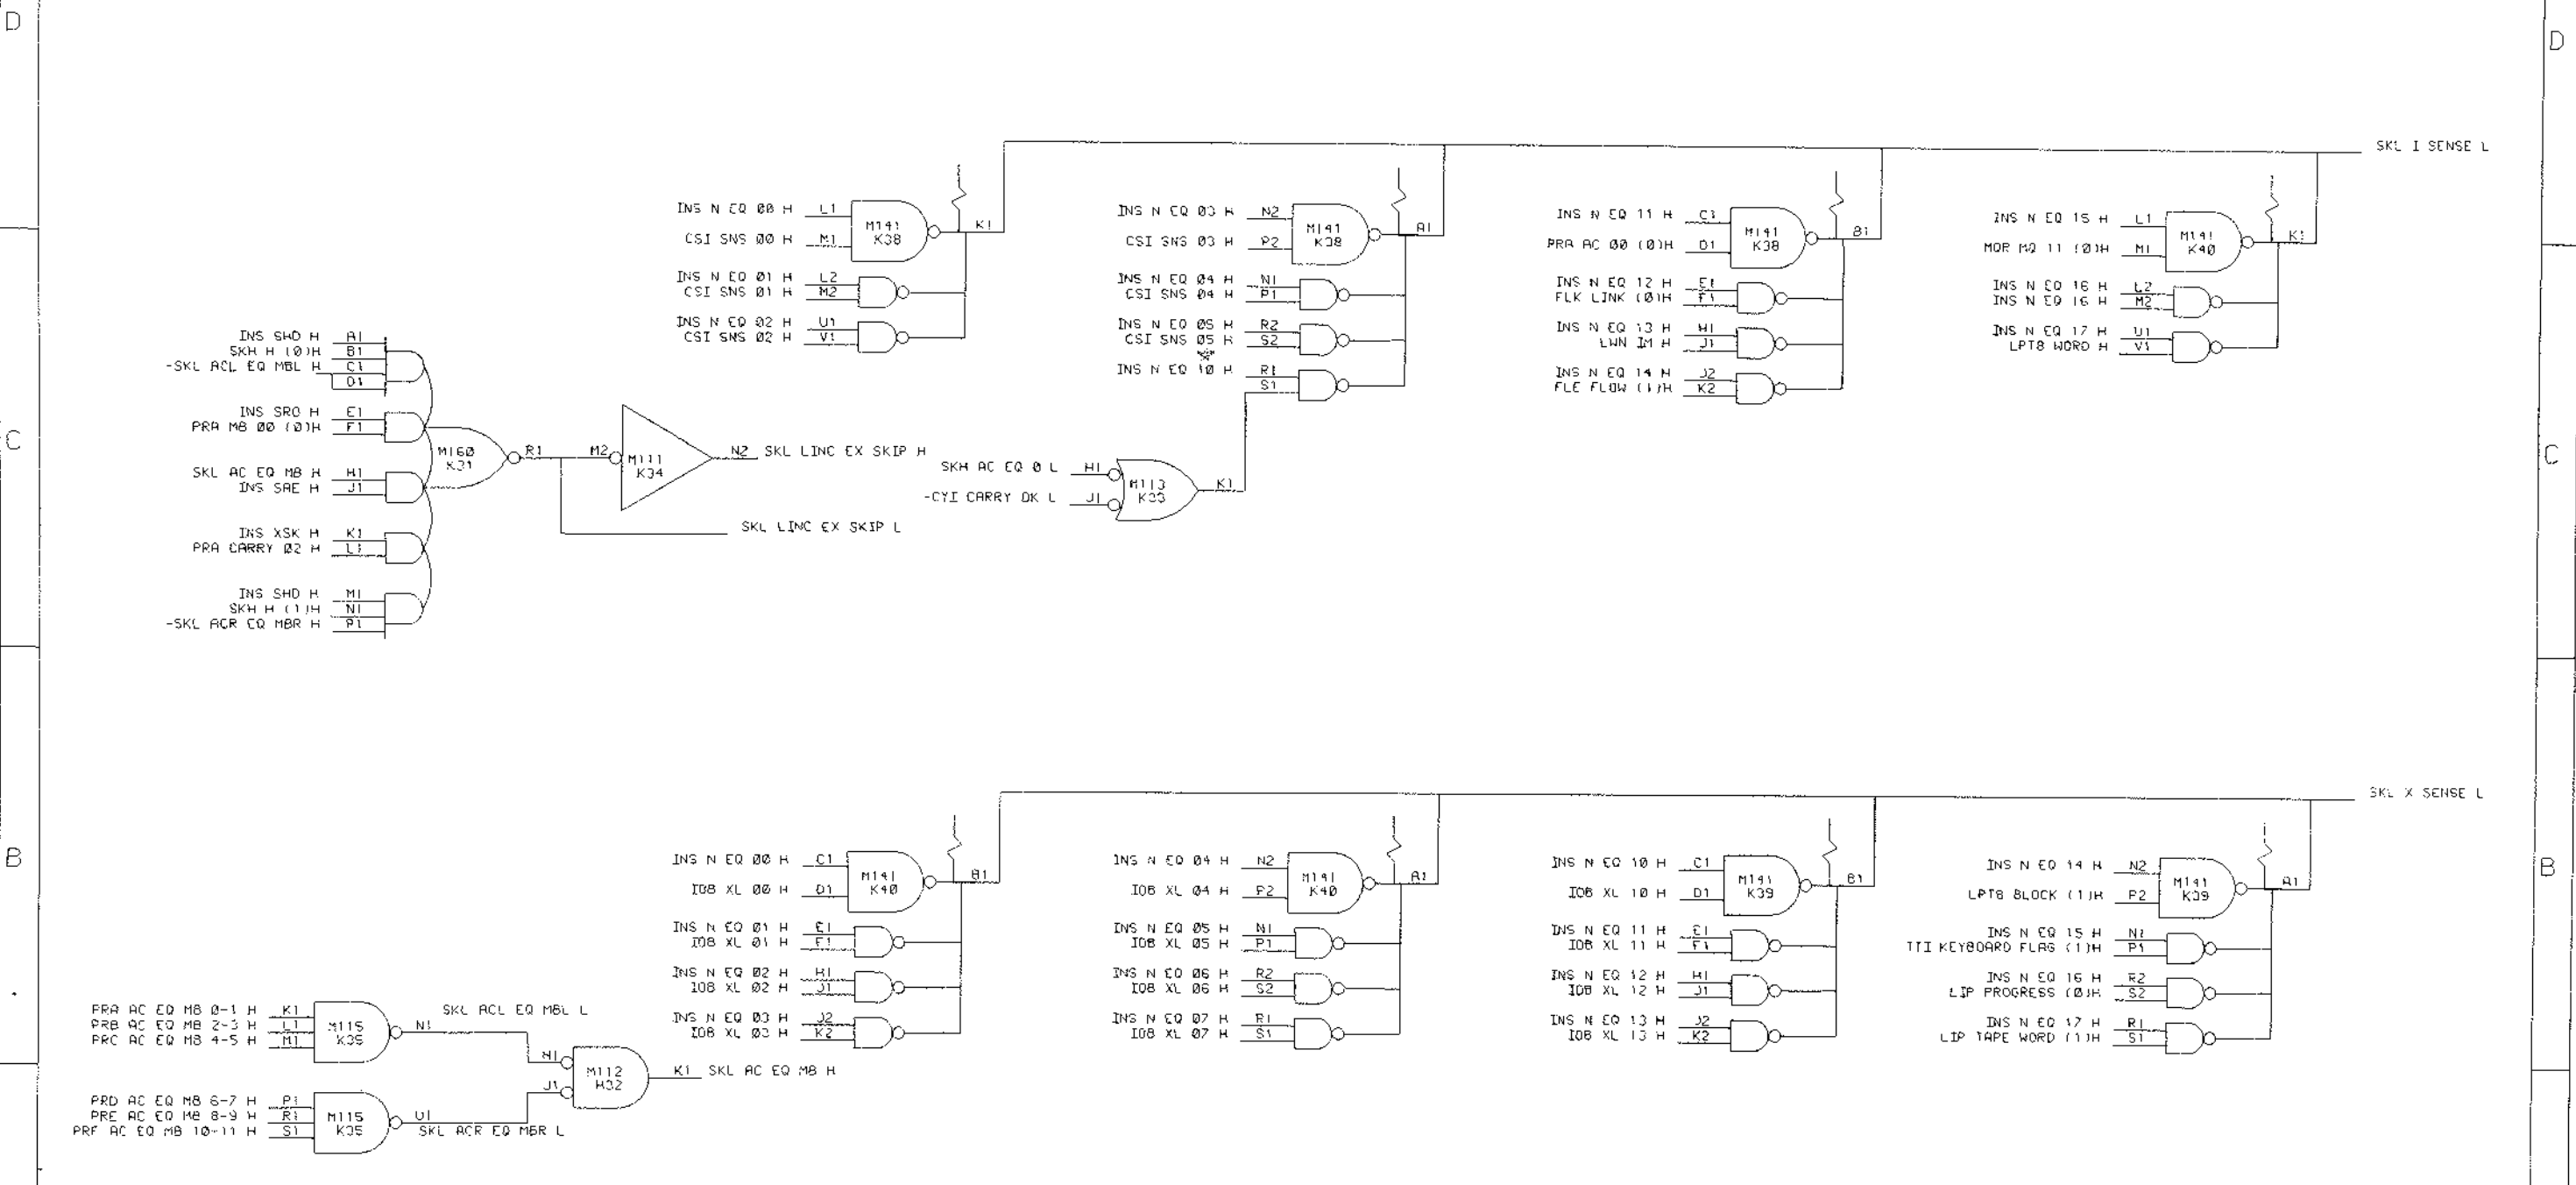 D
D
SKL I SENSE L
INS N EQ 00 H L1
CSI SNS 00 H M1
M141
K38
K1
INS N EQ 01 H L2
CSI SNS 01 H M2
INS N EQ 02 H U1
CSI SNS 02 H V1
INS N EQ 03 H N2
CSI SNS 03 H P2
M141
K38
A1
INS N EQ 04 H N1
CSI SNS 04 H P1
INS N EQ 05 H R2
CSI SNS 05 H S2
INS N EQ 10 H R1
S1
INS N EQ 11 H C1
PRA AC 00 (0)H D1
M141
K38
B1
INS N EQ 12 H E1
FLK LINK (0)H F1
INS N EQ 13 H H1
LWN IM H J1
INS N EQ 14 H J2
FLE FLOW (1)H K2
INS N EQ 15 H L1
MQR MQ 11 (0)H M1
M141
K40
K1
INS N EQ 16 H L2
INS N EQ 16 H M2
INS N EQ 17 H U1
LPT8 WORD H V1
INS SHD H A1
SKH H (0)H B1
-SKL ACL EQ MBL H C1
D1
INS SRO H E1
PRA MB 00 (0)H F1
SKL AC EQ MB H H1
INS SAE H J1
INS XSK H K1
PRA CARRY 02 H L1
INS SHD H M1
SKH H (1)H N1
-SKL ACR EQ MBR H P1
M160
K31
R1
M2
M111
K34
N2 SKL LINC EX SKIP H
SKL LINC EX SKIP L
SKH AC EQ 0 L H1
-CYI CARRY OK L J1
M113
K33
K1
C
C
SKL X SENSE L
INS N EQ 00 H C1
IOB XL 00 H D1
M141
K40
B1
INS N EQ 01 H E1
IOB XL 01 H F1
INS N EQ 02 H H1
IOB XL 02 H J1
INS N EQ 03 H J2
IOB XL 03 H K2
INS N EQ 04 H N2
IOB XL 04 H P2
M141
K40
A1
INS N EQ 05 H N1
IOB XL 05 H P1
INS N EQ 06 H R2
IOB XL 06 H S2
INS N EQ 07 H R1
IOB XL 07 H S1
INS N EQ 10 H C1
IOB XL 10 H D1
M141
K39
B1
INS N EQ 11 H E1
IOB XL 11 H F1
INS N EQ 12 H H1
IOB XL 12 H J1
INS N EQ 13 H J2
IOB XL 13 H K2
INS N EQ 14 H N2
LPT8 BLOCK (1)H P2
M141
K39
A1
INS N EQ 15 H N1
TTI KEYBOARD FLAG (1)H P1
INS N EQ 16 H R2
LIP PROGRESS (0)H S2
INS N EQ 17 H R1
LIP TAPE WORD (1)H S1
B
B
PRA AC EQ MB 0-1 H K1
PRB AC EQ MB 2-3 H L1
PRC AC EQ MB 4-5 H M1
M115
K35
N1
SKL ACL EQ MBL L
PRD AC EQ MB 6-7 H P1
PRE AC EQ MB 8-9 H R1
PRF AC EQ MB 10-11 H S1
M115
K35
U1
SKL ACR EQ MBR L
H1
J1
M112
H32
K1 SKL AC EQ MB H